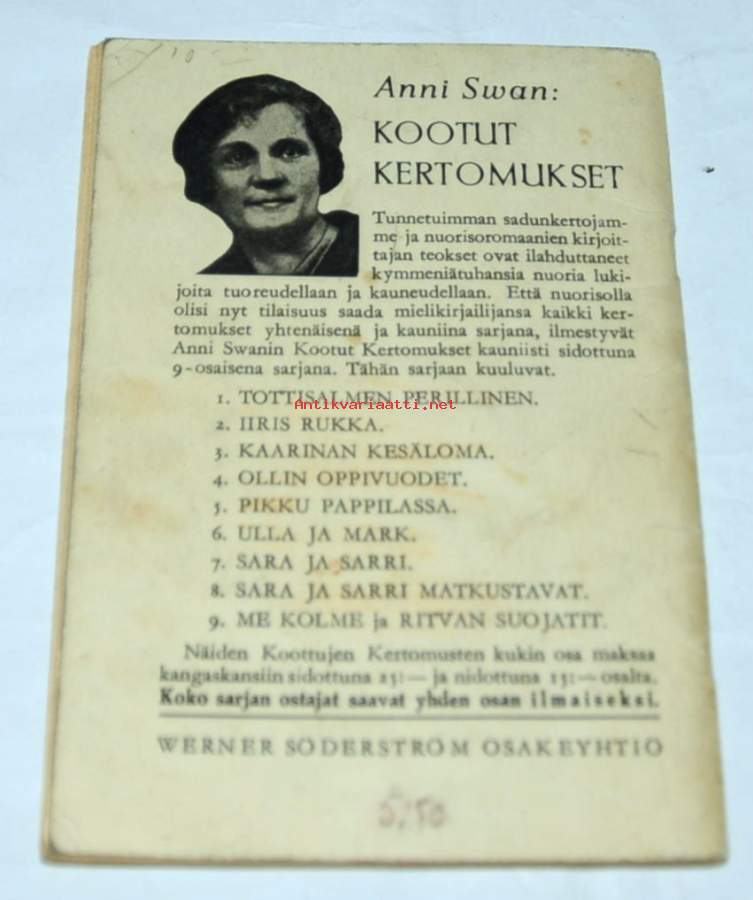 Anni Swan:
KOOTUT
KERTOMUKSET
Tunnetuimman sadunkertojam-
me ja nuorisoromaanien kirjoit-
tajan teokset ovat ilahduttaneet
kymmeniätuhansia nuoria luki-
joita tuoreudellaan ja kauneudellaan. Että nuorisolla
olisi nyt tilaisuus saada mielikirjailijansa kaikki ker-
tomukset yhtenäisenä ja kauniina sarjana, ilmestyvät
Anni Swanin Kootut Kertomukset kauniisti sidottuna
9-osaisena sarjana. Tähän sarjaan kuuluvat.
1. TOTTISALMEN PERILLINEN.
Antikvariaatti.net
2. IIRIS RUKKA.
3. KAARINAN KESÄLOMA.
4. OLLIN OPPIVUODET.
5. PIKKU PAPPILASSA.
6. ULLA JA MARK.
7. SARA JA SARRI.
8. SARA JA SARRI MATKUSTAVAT.
9. ME KOLME ja RITVAN SUOJATIT.
Näiden Koottujen Kertomusten kukin osa maksaa
kangaskansiin sidottuna 25:— ja nidottuna 15:— osalta.
Koko sarjan ostajat saavat yhden osan ilmaiseksi.
WERNER SÖDERSTRÖM OSAKEYHTIÖ